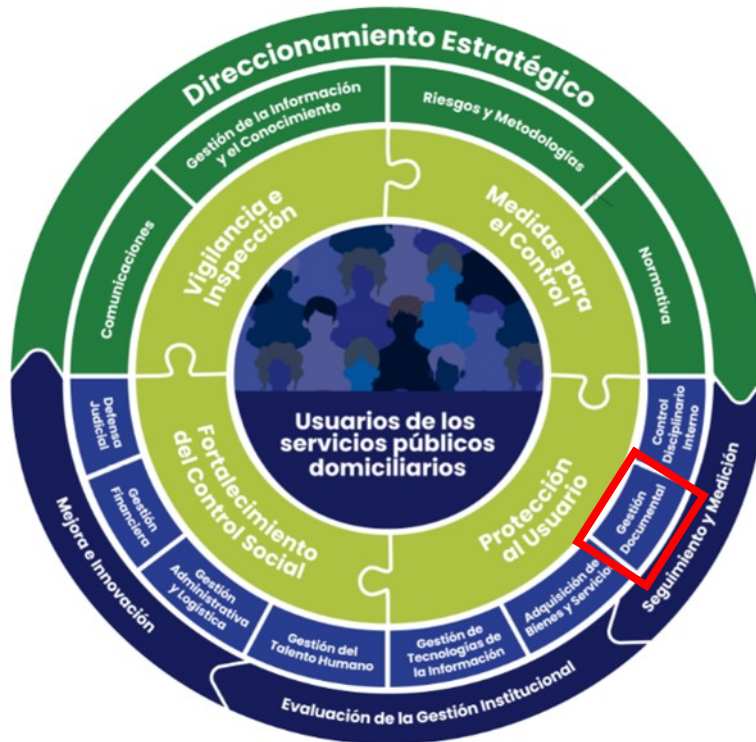 Direccionamiento Estratégico
Gestión de la Información
y el Conocimiento
Riesgos y Metodologías
Comunicaciones
Normativa
Vigilancia e
Inspección
Medidas para
el Control
Usuarios de los
servicios públicos
domiciliarios
Fortalecimiento
del Control Social
Protección
al Usuario
Defensa
Judicial
Gestión
Financiera
Gestión
Administrativa
y Logística
Gestión del
Talento Humano
Gestión de
Tecnologías de
la Información
Adquisición de
Bienes y Servicios
Gestión
Documental
Control
Disciplinario
Interno
Mejora e Innovación
Evaluación de la Gestión Institucional
Seguimiento y Medición